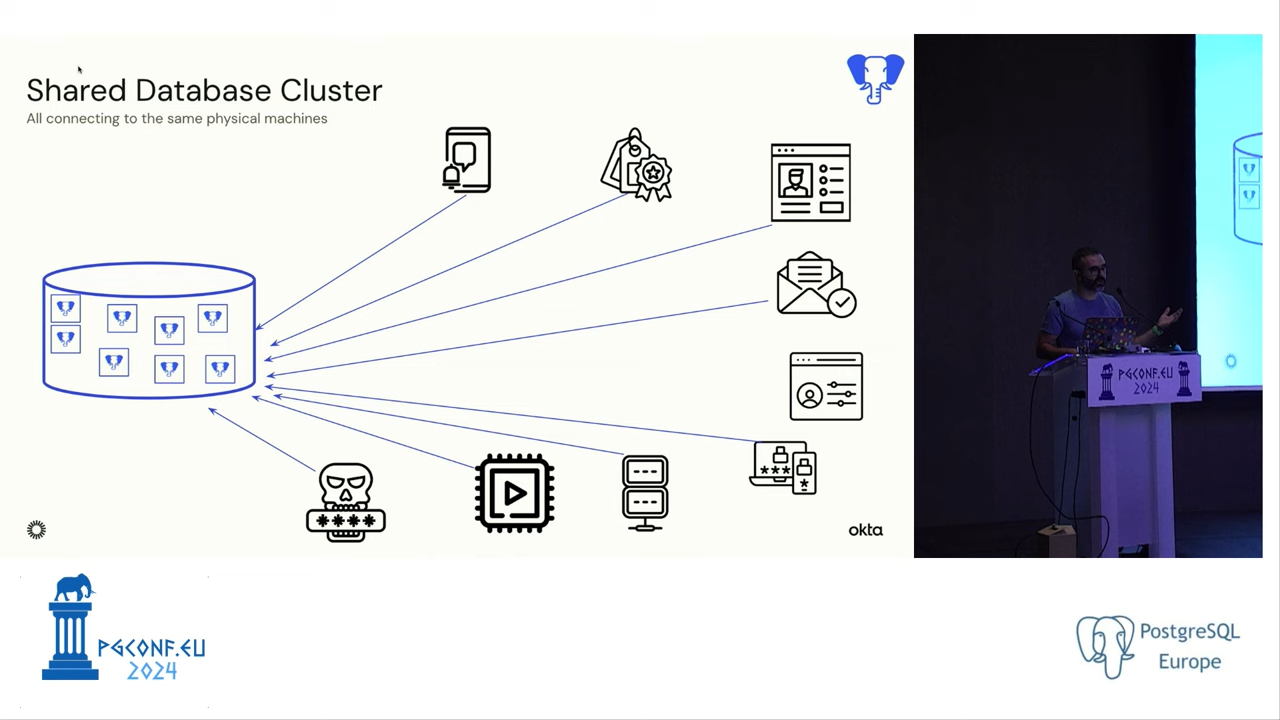 Shared Database Cluster
All connecting to the same physical machines
****
***
*
okta
PGCONF.EU
2024
PGCONF.EU
2024
PostgreSQL
Europe